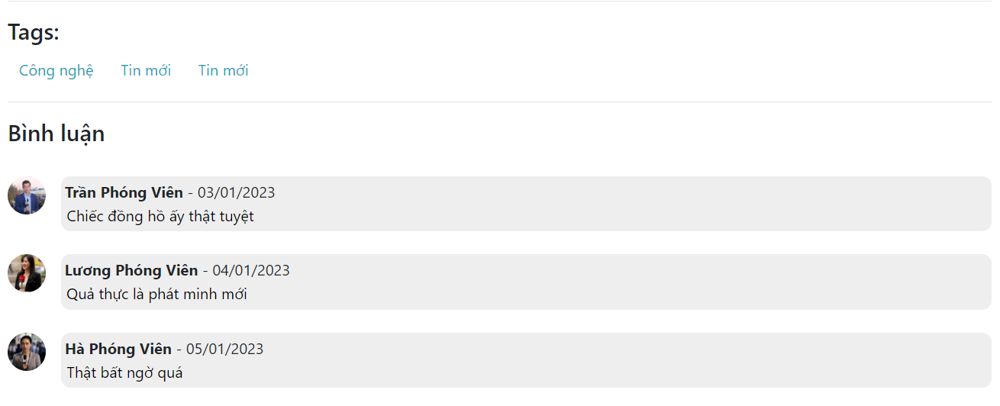 Tags:
Công nghệ Tin mới Tin mới
Bình luận
Trần Phóng Viên - 03/01/2023
Chiếc đồng hồ ấy thật tuyệt
Lương Phóng Viên - 04/01/2023
Quả thực là phát minh mới
Hà Phóng Viên - 05/01/2023
Thật bất ngờ quá